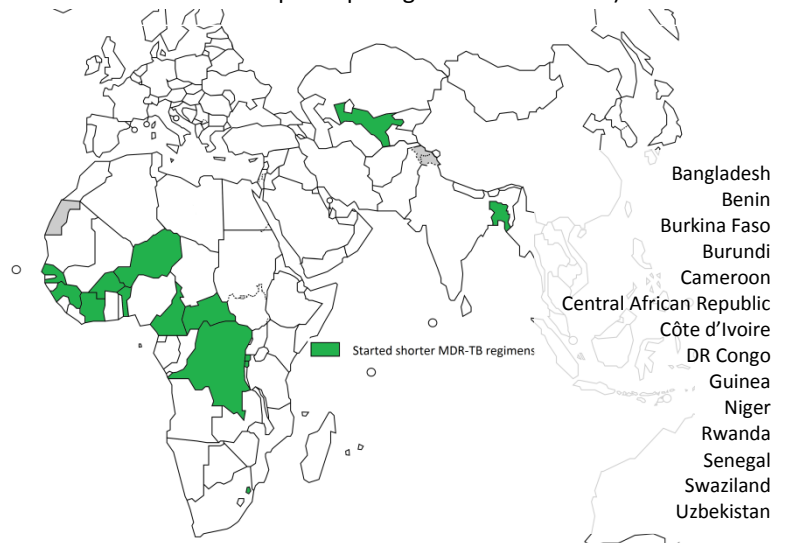 Bangladesh
Benin
Burkina Faso
Burundi
Cameroon
Central African Republic
Côte d’Ivoire
Started shorter MDR-TB regimens
DR Congo
Guinea
Niger
Rwanda
Senegal
Swaziland
Uzbekistan